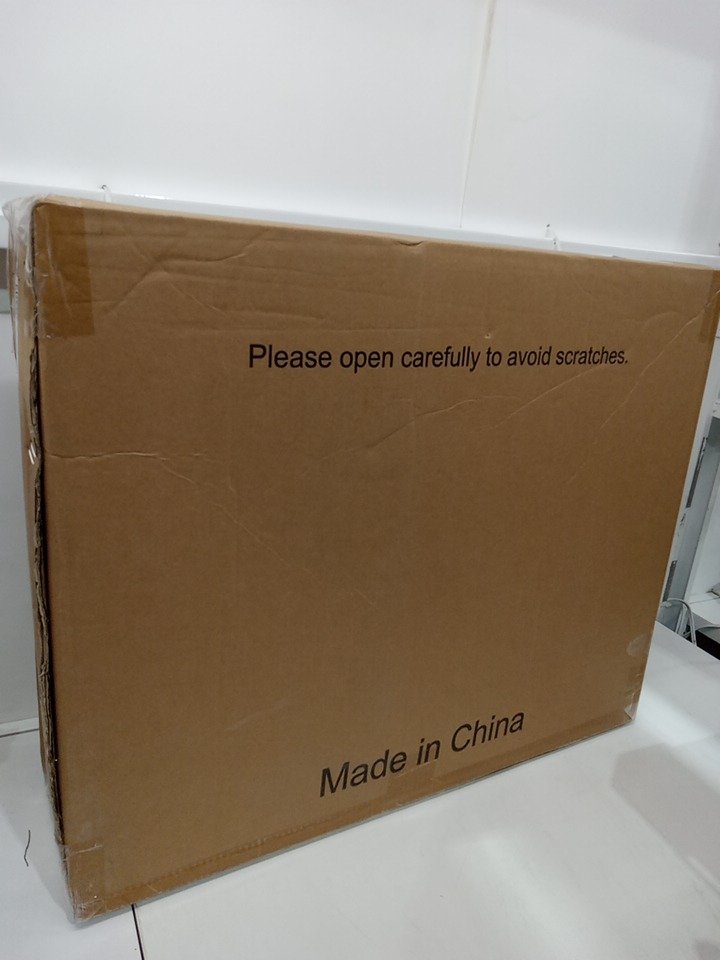 Please open carefully to avoid scratches.
Made in China